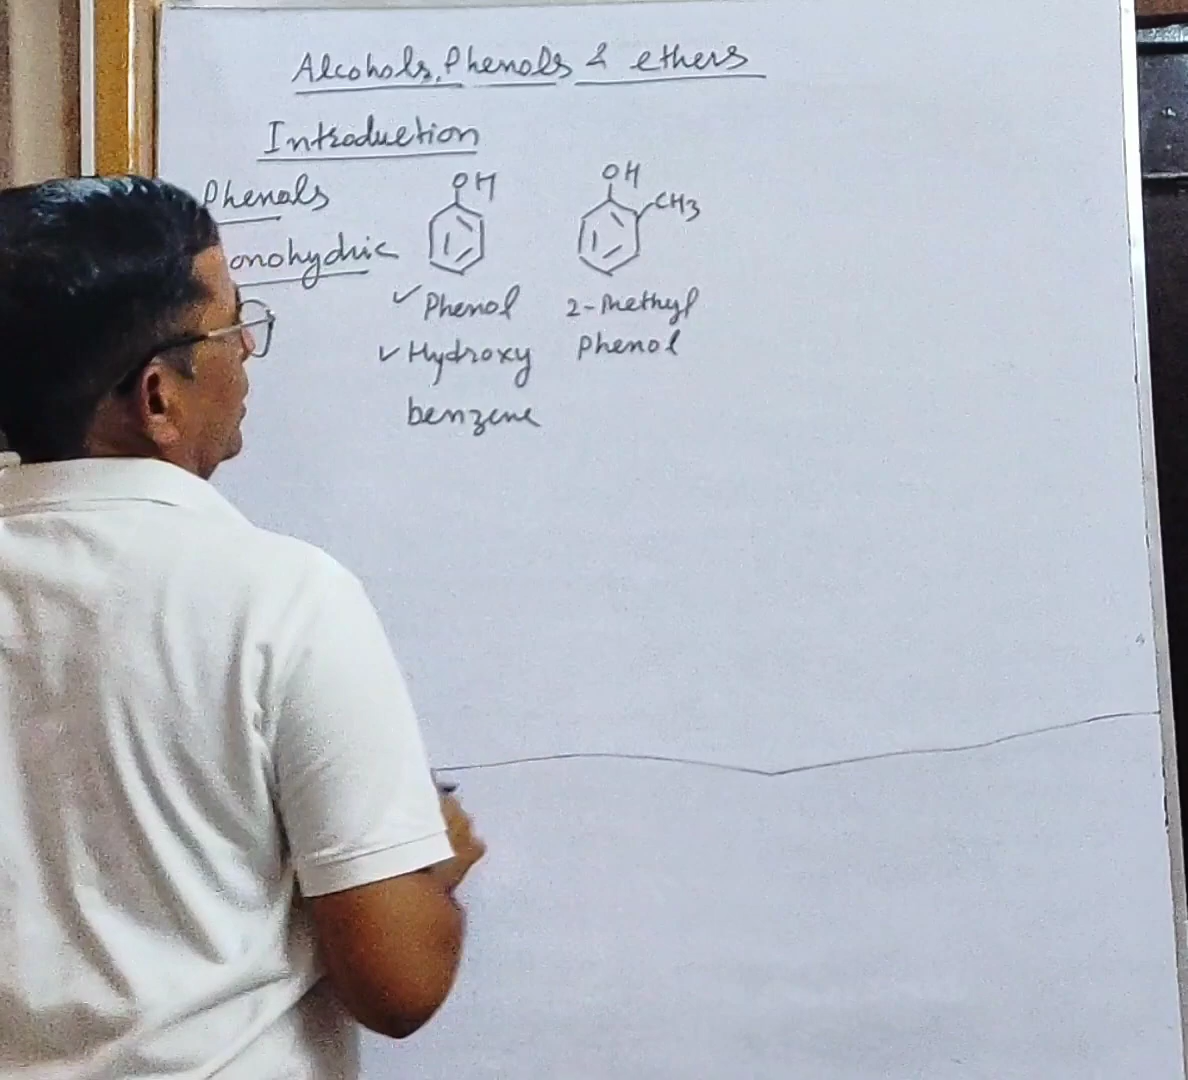 Alcohols, Phenols & ethers
Introduction
Phenols
onohydric
OH
OH
CH3
✓ Phenol
2-Methyl
Phenol
✓ Hydroxy
benzene